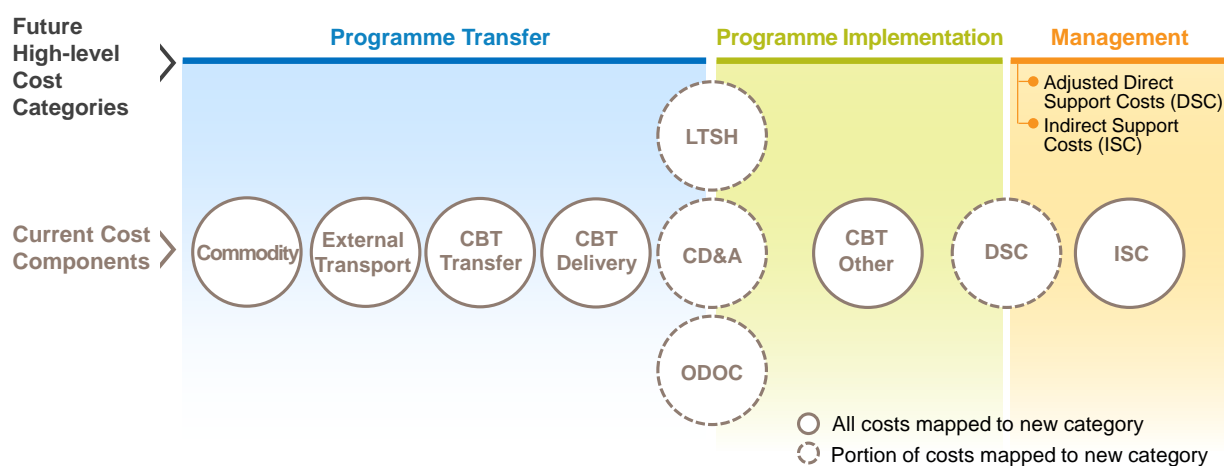 Future
High-level
Cost
Categories
Programme Transfer
Programme Implementation
Management
Adjusted Direct
Support Costs (DSC)
Indirect Support
Costs (ISC)
Current Cost
Components
Commodity
External
Transport
CBT
Transfer
CBT
Delivery
LTSH
CD&A
ODOC
CBT
Other
DSC
ISC
All costs mapped to new category
Portion of costs mapped to new category